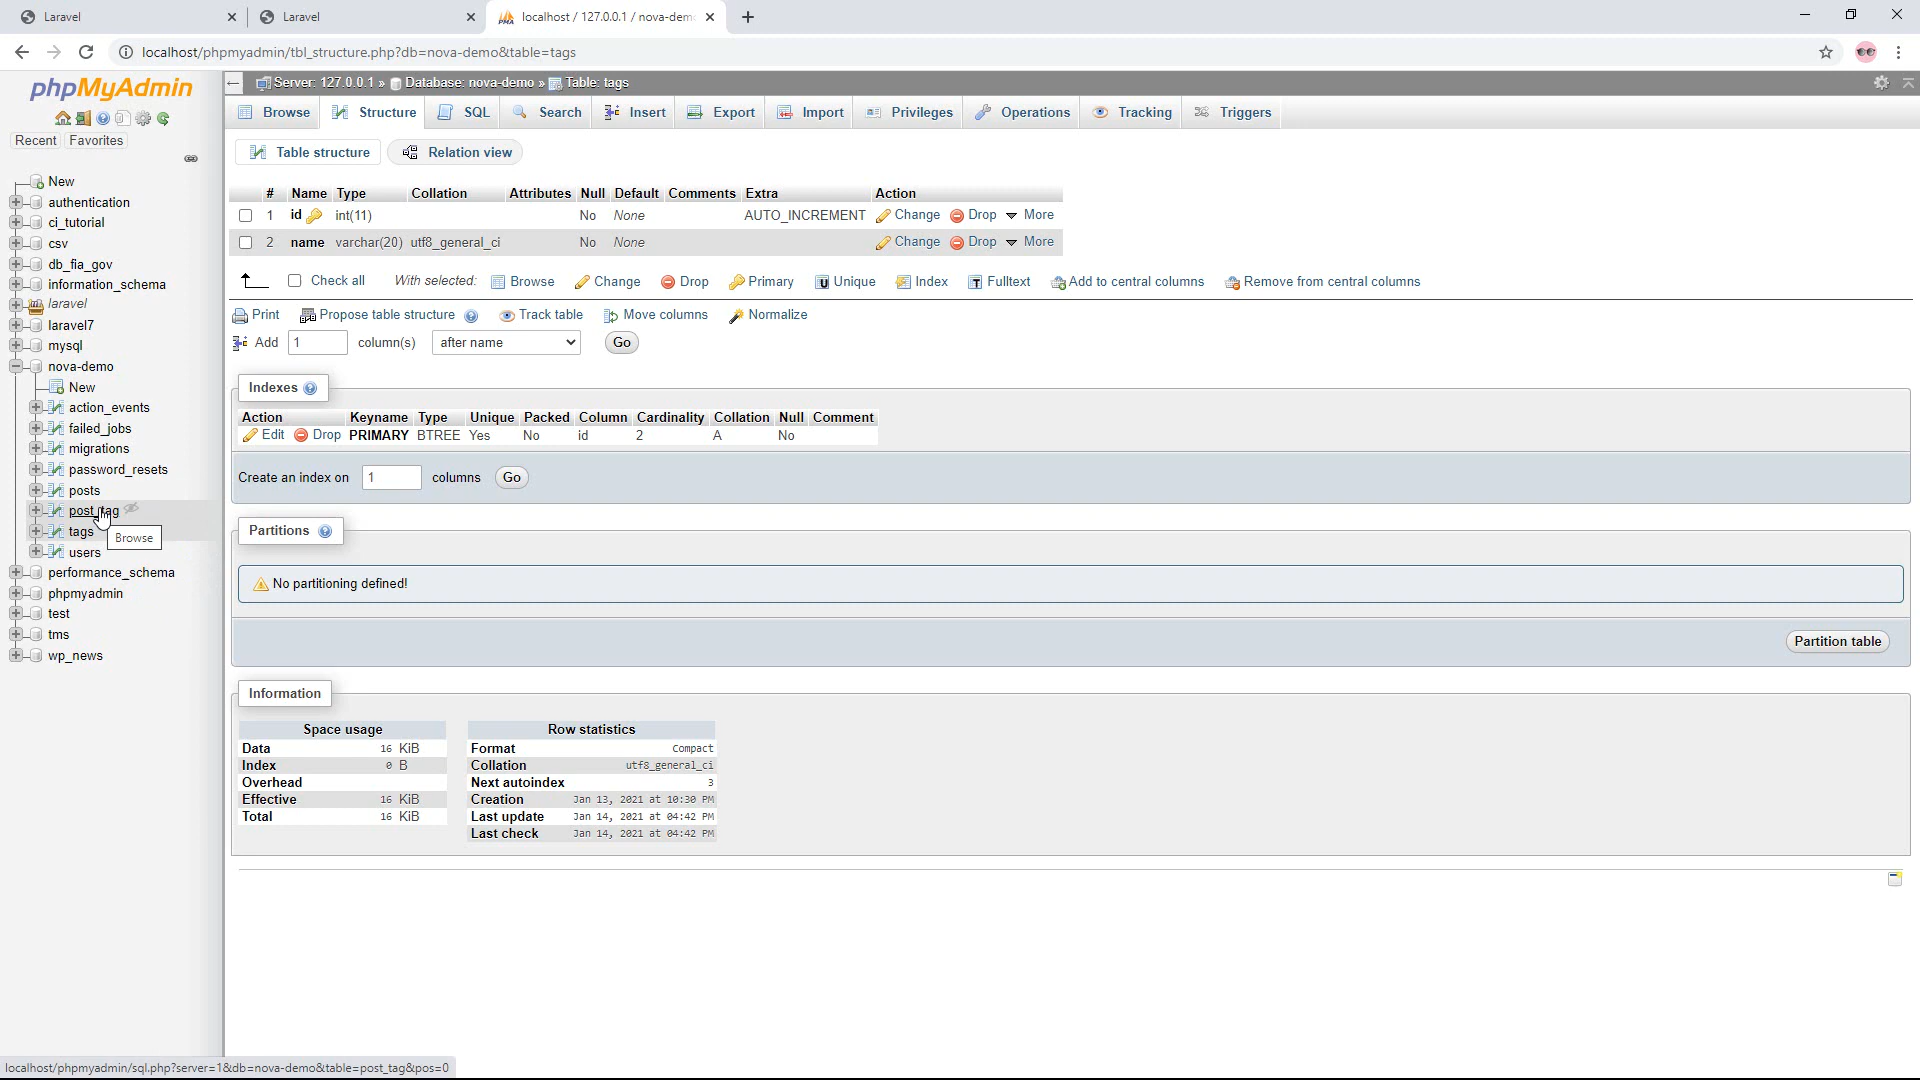 Laravel
Laravel
localhost / 127.0.0.1 / nova-dem
localhost/phpmyadmin/tbl_structure.php?db=nova-demo&table=tags
phpMyAdmin
Recent Favorites
New
authentication
ci_tutorial
csv
db_fia_gov
information_schema
laravel
laravel7
mysql
nova-demo
New
action_events
failed_jobs
migrations
password_resets
posts
post_tag
tags
Browse
users
performance_schema
phpmyadmin
test
tms
wp_news
Server: 127.0.0.1 » Database: nova-demo » Table: tags
Browse Structure SQL Search Insert Export Import Privileges Operations Tracking Triggers
Table structure Relation view
# Name Type Collation Attributes Null Default Comments Extra Action
1 id int(11) No None AUTO_INCREMENT Change Drop More
2 name varchar(20) utf8_general_ci No None Change Drop More
Check all With selected: Browse Change Drop Primary Unique Index Fulltext Add to central columns Remove from central columns
Print Propose table structure Track table Move columns Normalize
Add 1 column(s) after name Go
Indexes
Action Keyname Type Unique Packed Column Cardinality Collation Null Comment
Edit Drop PRIMARY BTREE Yes No id 2 A No
Create an index on 1 columns Go
Partitions
No partitioning defined!
Partition table
Information
Space usage
Data 16 KiB
Index 0 B
Overhead
Effective 16 KiB
Total 16 KiB
Row statistics
Format Compact
Collation utf8_general_ci
Next autoindex 3
Creation Jan 13, 2021 at 10:30 PM
Last update Jan 14, 2021 at 04:42 PM
Last check Jan 14, 2021 at 04:42 PM
localhost/phpmyadmin/sql.php?server=1&db=nova-demo&table=post_tag&pos=0